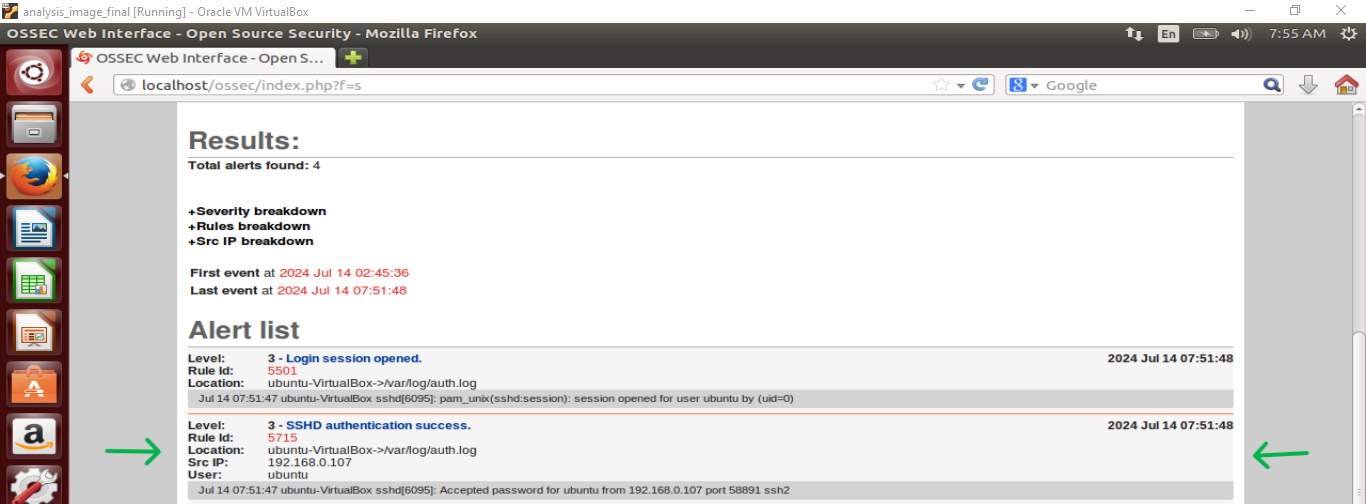 analysis_image_final [Running] - Oracle VM VirtualBox
OSSEC Web Interface - Open Source Security - Mozilla Firefox
En
7:55 AM
OSSEC Web Interface - Open S...
localhost/ossec/index.php?f=s
8
Google
Results:
Total alerts found: 4
+Severity breakdown
+Rules breakdown
+Src IP breakdown
First event at 2024 Jul 14 02:45:36
Last event at 2024 Jul 14 07:51:48
Alert list
Level: 3 - Login session opened. 2024 Jul 14 07:51:48
Rule Id: 5501
Location: ubuntu-VirtualBox->/var/log/auth.log
Jul 14 07:51:47 ubuntu-VirtualBox sshd[6095]: pam_unix(sshd:session): session opened for user ubuntu by (uid=0)
Level: 3 - SSHD authentication success. 2024 Jul 14 07:51:48
Rule Id: 5715
Location: ubuntu-VirtualBox->/var/log/auth.log
Src IP: 192.168.0.107
User: ubuntu
Jul 14 07:51:47 ubuntu-VirtualBox sshd[6095]: Accepted password for ubuntu from 192.168.0.107 port 58891 ssh2